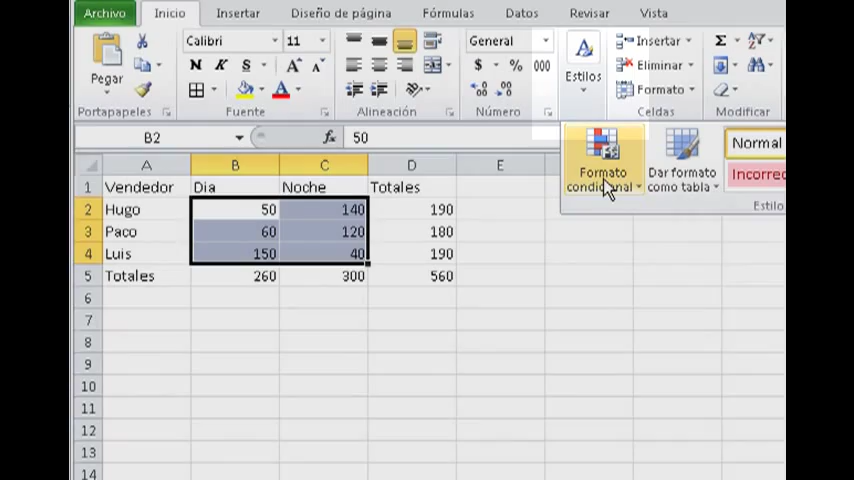 Archivo Inicio Insertar Diseño de página Fórmulas Datos Revisar Vista
Pegar
Calibri 11
N K S A A
A
General
$ % 000
Estilos
Insertar
Eliminar
Formato
Σ
Portapapeles Fuente Alineación Número Celdas Modificar
B2 fx 50
Formato condicional
Dar formato como tabla
Normal
Incorrec
Estilo
A B C D E
1 Vendedor Dia Noche Totales
2 Hugo 50 140 190
3 Paco 60 120 180
4 Luis 150 40 190
5 Totales 260 300 560
6
7
8
9
10
11
12
13
14